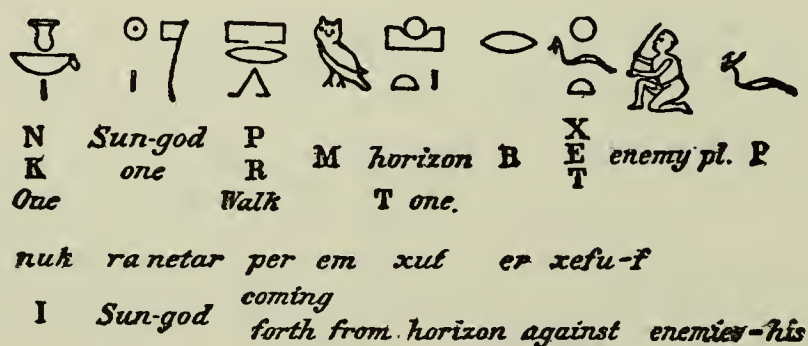 N Sun-god P X
K one R M horizon R E enemy pl. F
T
One Walk T one.
nuk ra netar per em xut er xefu-f
I Sun-god coming
forth from horizon against enemies-his